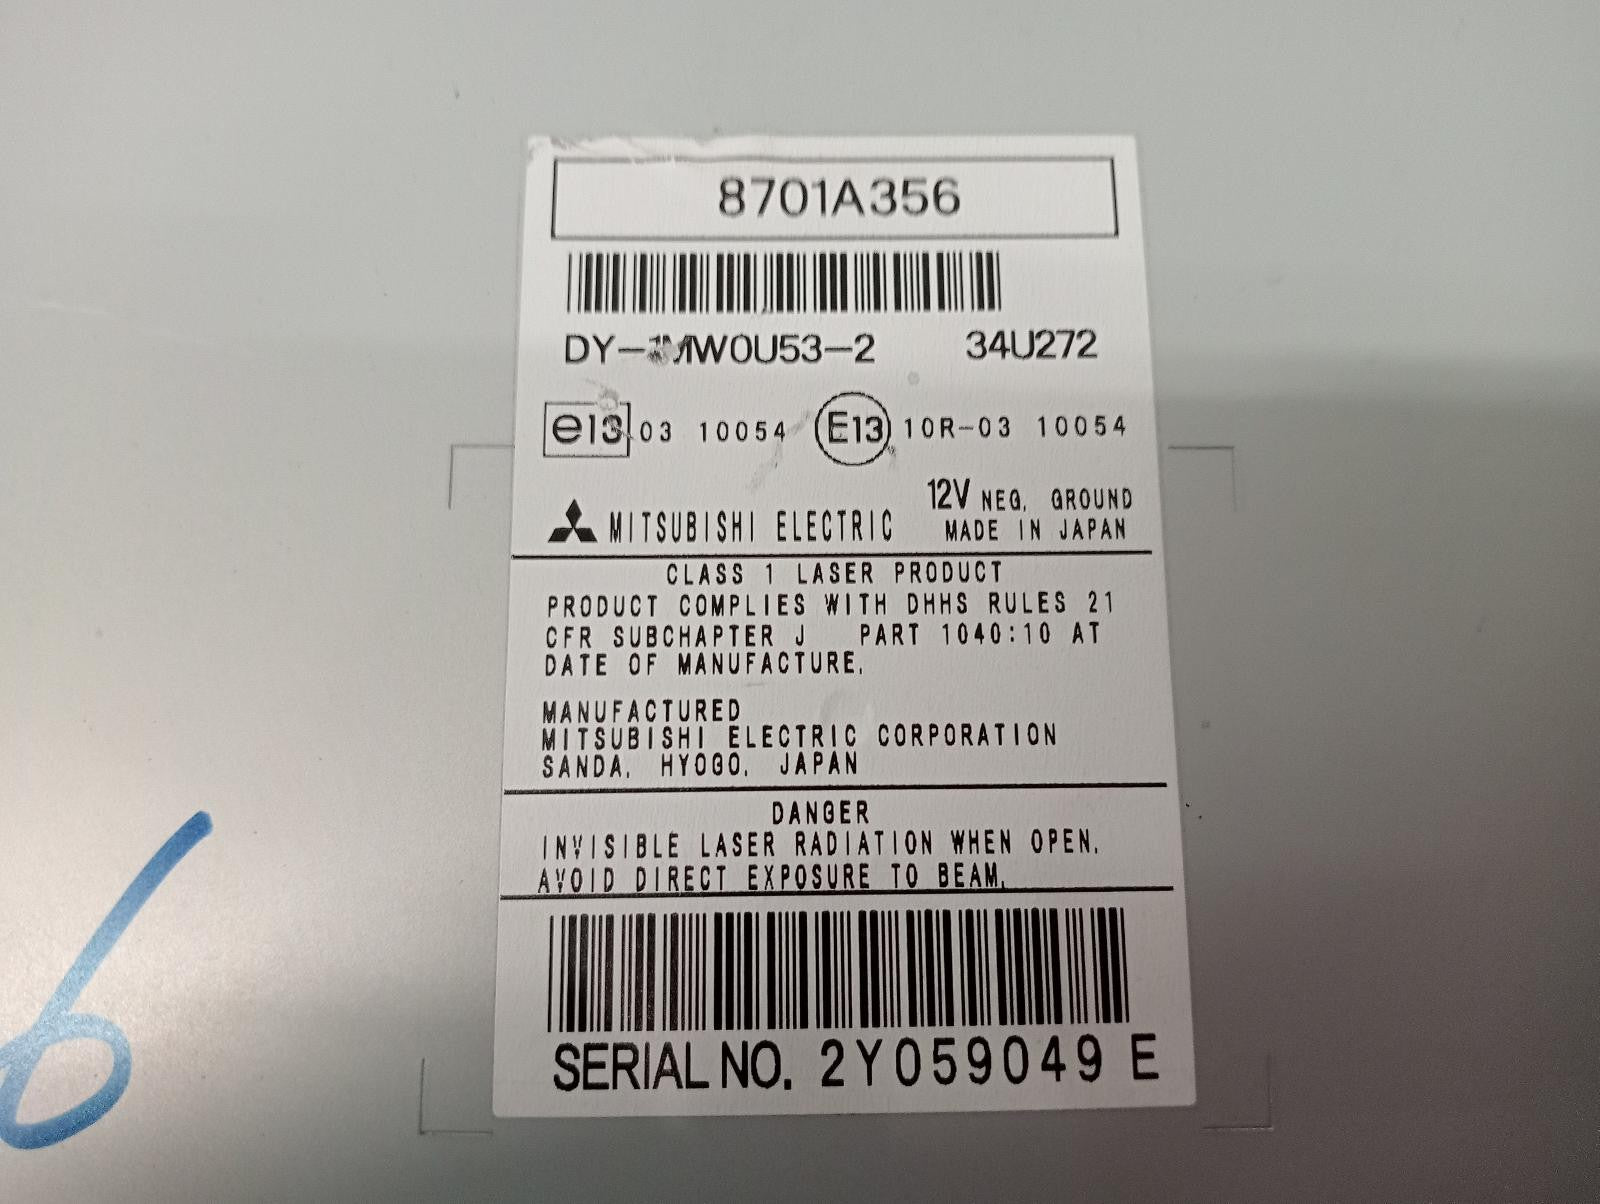 8701A356
DY-1MW0U53-2 34U272
e13 03 10054 E13 10R-03 10054
12V NEG. GROUND
MITSUBISHI ELECTRIC MADE IN JAPAN
CLASS 1 LASER PRODUCT
PRODUCT COMPLIES WITH DHHS RULES 21
CFR SUBCHAPTER J PART 1040:10 AT
DATE OF MANUFACTURE.
MANUFACTURED
MITSUBISHI ELECTRIC CORPORATION
SANDA, HYOGO, JAPAN
DANGER
INVISIBLE LASER RADIATION WHEN OPEN.
AVOID DIRECT EXPOSURE TO BEAM.
SERIAL NO. 2Y059049 E
6